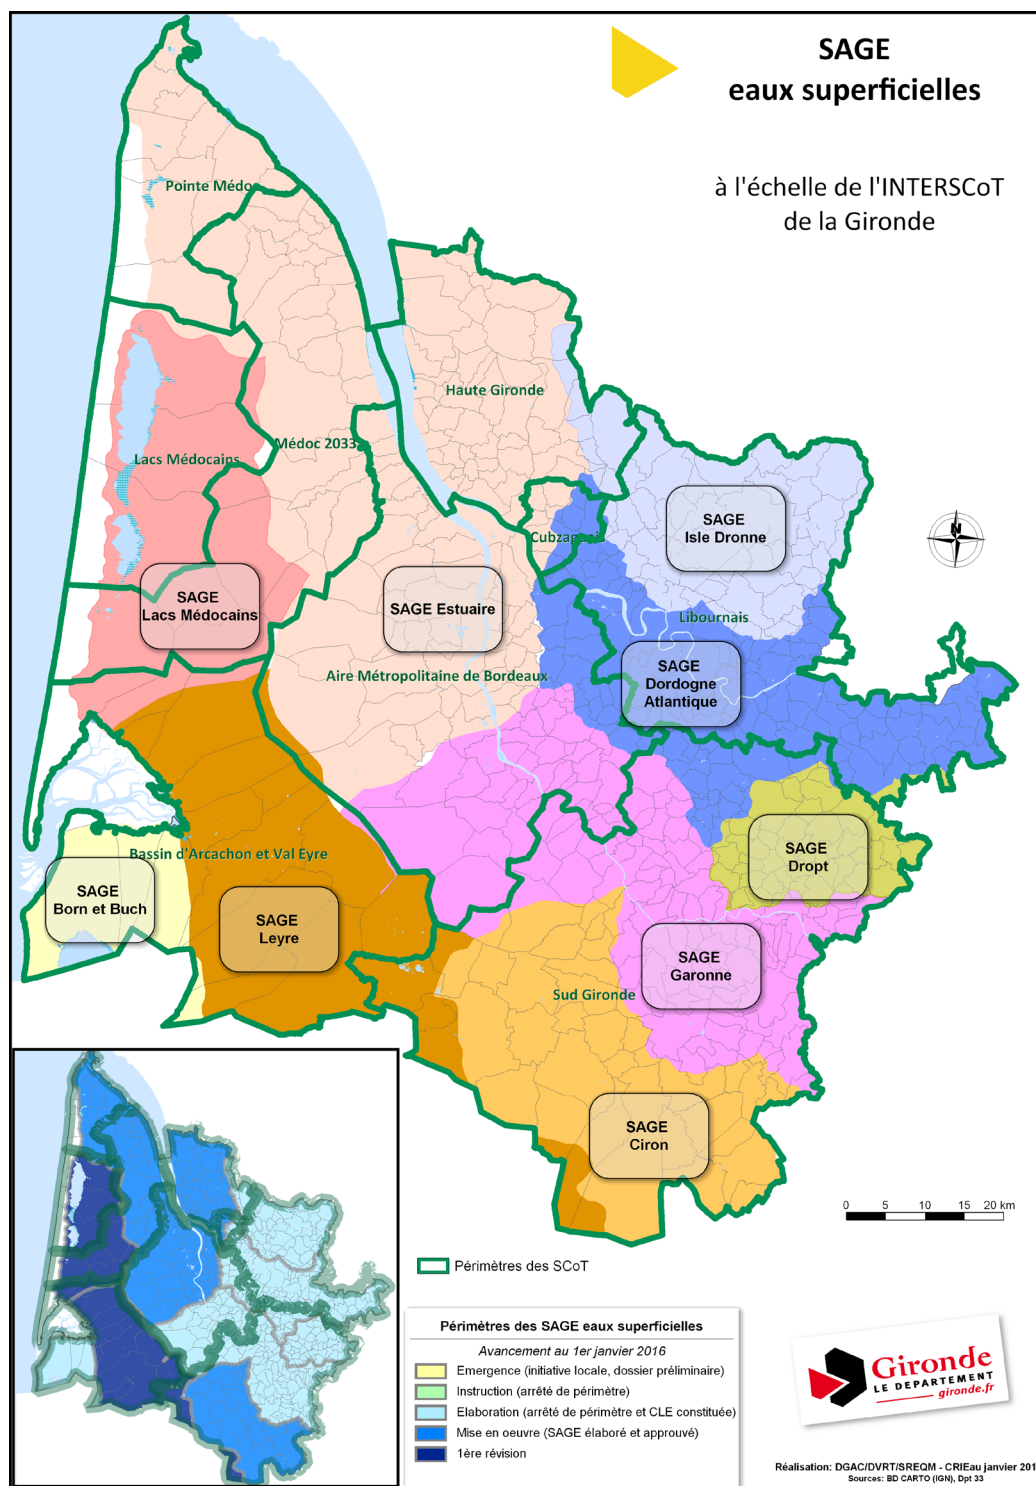 SAGE
eaux superficielles
à l'échelle de l'INTERSCoT
de la Gironde
Pointe Médo
Haute Gironde
Médoc 2033
Lacs Médocains
SAGE
Isle Dronne
N
Cubzaguais
SAGE
Lacs Médocains
SAGE Estuaire
Libournais
SAGE
Dordogne
Atlantique
Aire Métropolitaine de Bordeaux
SAGE
Dropt
Bassin d'Arcachon et Val Eyre
SAGE
Born et Buch
SAGE
Leyre
SAGE
Garonne
Sud Gironde
SAGE
Ciron
0 5 10 15 20 km
Périmètres des SCoT
Périmètres des SAGE eaux superficielles
Avancement au 1er janvier 2016
Emergence (initiative locale, dossier préliminaire)
Instruction (arrêté de périmètre)
Elaboration (arrêté de périmètre et CLE constituée)
Mise en oeuvre (SAGE élaboré et approuvé)
1ère révision
Gironde
LE DEPARTEMENT
gironde.fr
Réalisation: DGAC/DVRT/SREQM - CRIEau janvier 201
Sources: BD CARTO (IGN), Dpt 33